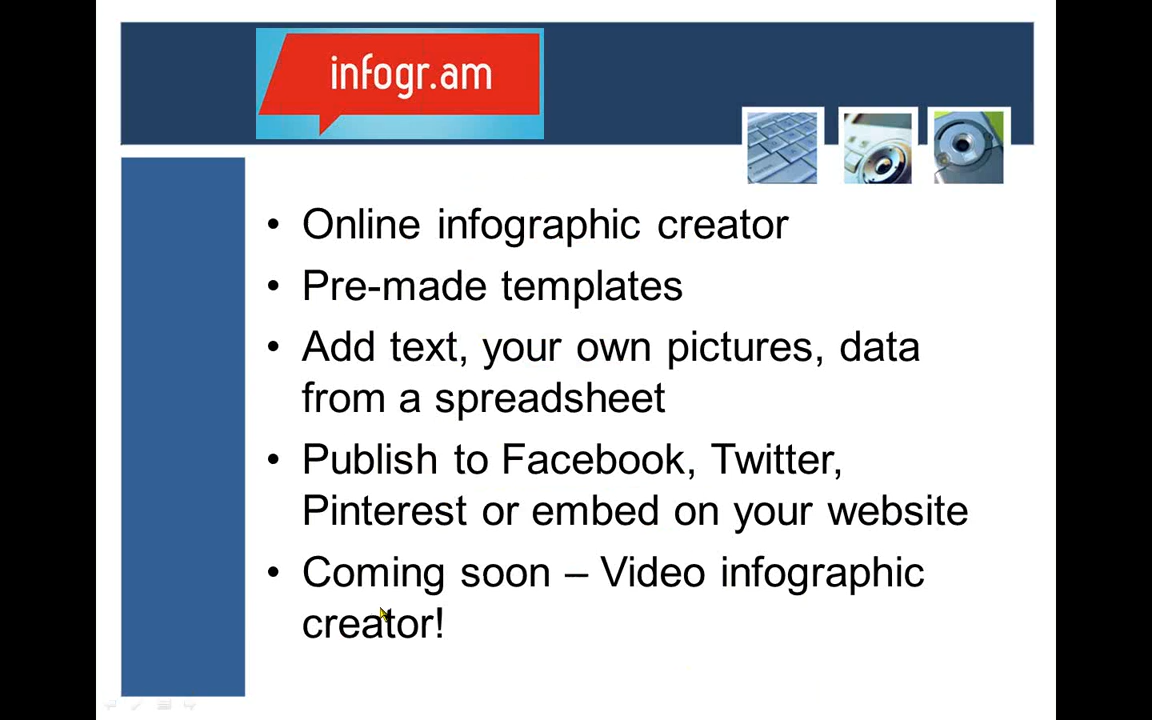 infogr.am
• Online infographic creator
• Pre-made templates
• Add text, your own pictures, data
from a spreadsheet
• Publish to Facebook, Twitter,
Pinterest or embed on your website
• Coming soon – Video infographic
creator!